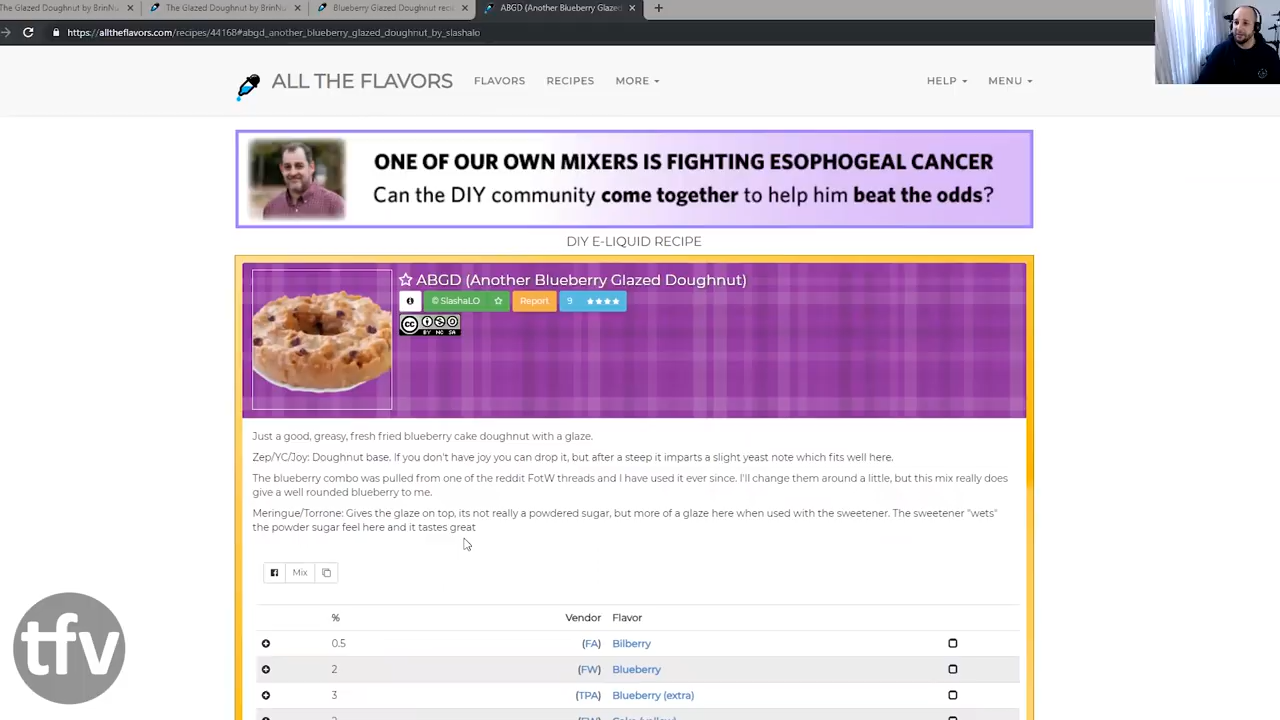 The Glazed Doughnut by BrinNu
The Glazed Doughnut by BrinNu
Blueberry Glazed Doughnut rec
ABGD (Another Blueberry Glazed
https://alltheflavors.com/recipes/44168#abgd_another_blueberry_glazed_doughnut_by_slashalo
ALL THE FLAVORS
FLAVORS
RECIPES
MORE
HELP
MENU
ONE OF OUR OWN MIXERS IS FIGHTING ESOPHOGEAL CANCER
Can the DIY community come together to help him beat the odds?
DIY E-LIQUID RECIPE
ABGD (Another Blueberry Glazed Doughnut)
© SlashaLO
Report
9 ★★★★
cc BY NC SA
Just a good, greasy, fresh fried blueberry cake doughnut with a glaze.
Zep/YC/Joy: Doughnut base. If you don't have joy you can drop it, but after a steep it imparts a slight yeast note which fits well here.
The blueberry combo was pulled from one of the reddit FotW threads and I have used it ever since. I'll change them around a little, but this mix really does
give a well rounded blueberry to me.
Meringue/Torrone: Gives the glaze on top, its not really a powdered sugar, but more of a glaze here when used with the sweetener. The sweetener "wets"
the powder sugar feel here and it tastes great
Mix
% Vendor Flavor
0.5 (FA) Bilberry
2 (FW) Blueberry
3 (TPA) Blueberry (extra)
tfv